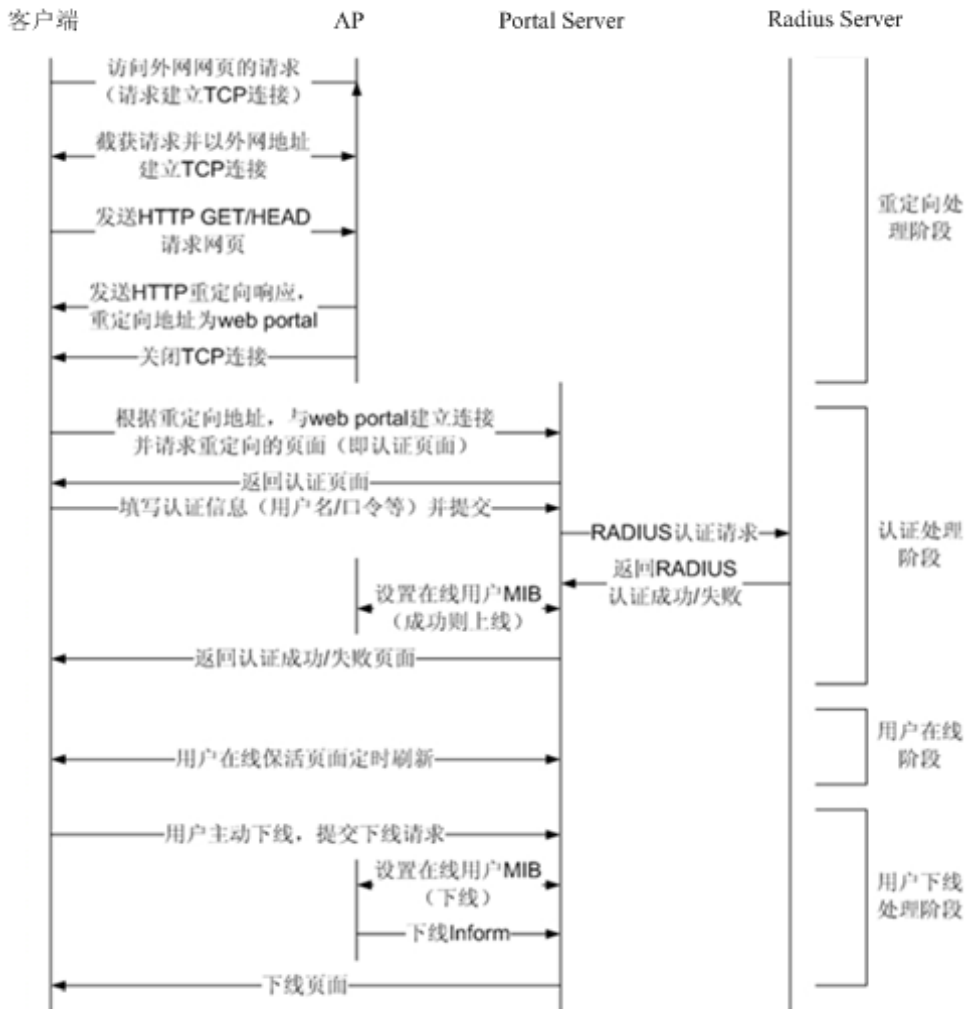 客户端 AP Portal Server Radius Server
访问外网网页的请求
（请求建立TCP连接）
截获请求并以外网地址
建立TCP连接
发送HTTP GET/HEAD
请求网页
发送HTTP重定向响应，
重定向地址为web portal
关闭TCP连接
重定向处
理阶段
根据重定向地址，与web portal建立连接
并请求重定向的页面（即认证页面）
返回认证页面
填写认证信息（用户名/口令等）并提交
RADIUS认证请求
返回RADIUS
认证成功/失败
设置在线用户MIB
（成功则上线）
返回认证成功/失败页面
认证处理
阶段
用户在线保活页面定时刷新
用户在线
阶段
用户主动下线，提交下线请求
设置在线用户MIB
（下线）
下线Inform
下线页面
用户下线
处理阶段